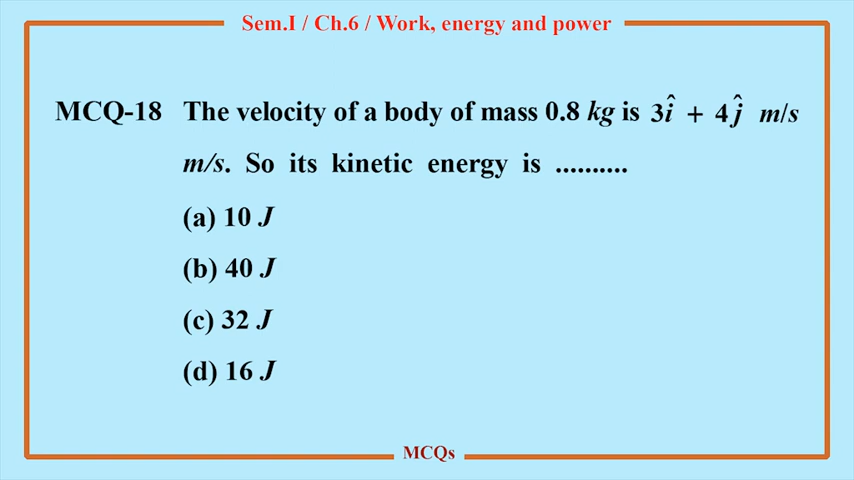 Sem.I / Ch.6 / Work, energy and power
MCQ-18 The velocity of a body of mass 0.8 kg is 3î + 4ĵ m/s
m/s. So its kinetic energy is ..........
(a) 10 J
(b) 40 J
(c) 32 J
(d) 16 J
MCQs